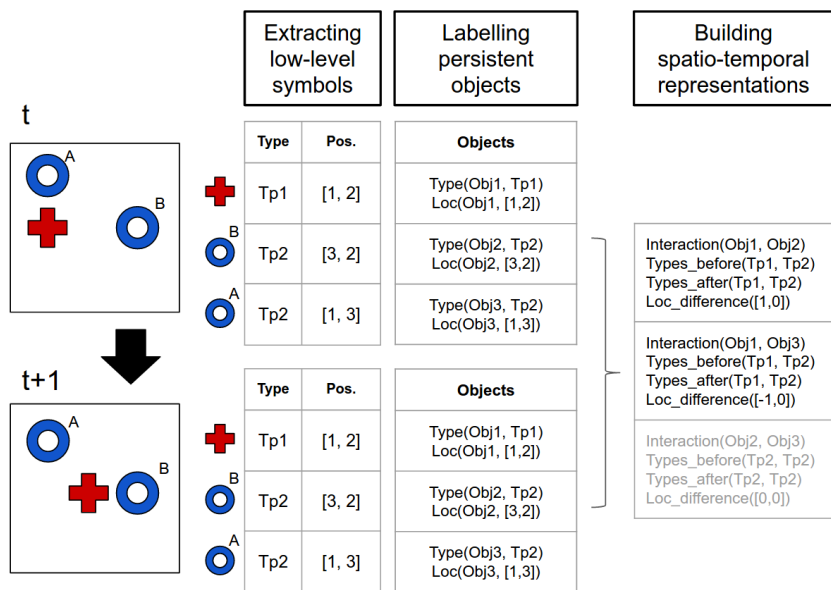 Extracting
low-level
symbols
Labelling
persistent
objects
Building
spatio-temporal
representations
t
A
B
Type Pos. Objects
Tp1 [1, 2] Type(Obj1, Tp1)
Loc(Obj1, [1,2])
B Tp2 [3, 2] Type(Obj2, Tp2)
Loc(Obj2, [3,2])
A Tp2 [1, 3] Type(Obj3, Tp2)
Loc(Obj3, [1,3])
t+1
A
B
Type Pos. Objects
Tp1 [1, 2] Type(Obj1, Tp1)
Loc(Obj1, [1,2])
B Tp2 [3, 2] Type(Obj2, Tp2)
Loc(Obj2, [3,2])
A Tp2 [1, 3] Type(Obj3, Tp2)
Loc(Obj3, [1,3])
Interaction(Obj1, Obj2)
Types_before(Tp1, Tp2)
Types_after(Tp1, Tp2)
Loc_difference([1,0])
Interaction(Obj1, Obj3)
Types_before(Tp1, Tp2)
Types_after(Tp1, Tp2)
Loc_difference([-1,0])
Interaction(Obj2, Obj3)
Types_before(Tp2, Tp2)
Types_after(Tp2, Tp2)
Loc_difference([0,0])